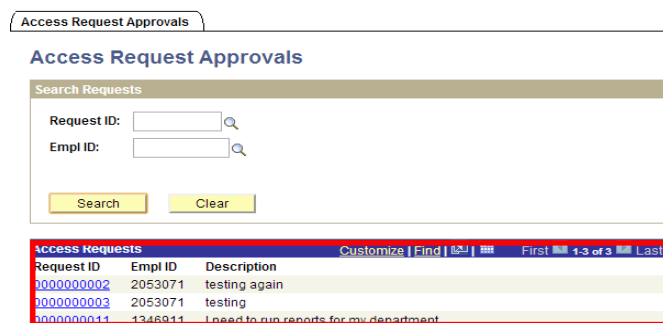 Access Request Approvals
Access Request Approvals
Search Requests
Request ID:
Empl ID:
Search Clear
Access Requests Customize | Find | First 1-3 of 3 Last
Request ID Empl ID Description
0000000002 2053071 testing again
0000000003 2053071 testing
0000000011 1346911 I need to run reports for my department